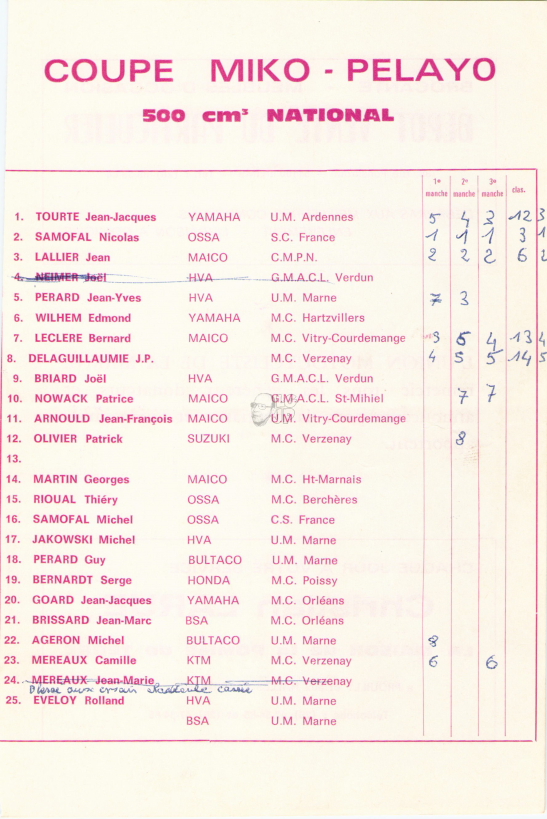 COUPE MIKO - PELAYO
500 cm³ NATIONAL
1re manche 2e manche 3e manche clas.
1. TOURTE Jean-Jacques YAMAHA U.M. Ardennes 5 4 3 12 3
2. SAMOFAL Nicolas OSSA S.C. France 1 1 1 3 1
3. LALLIER Jean MAICO C.M.P.N. 2 2 2 6 2
4. NEIMER Joël HVA G.M.A.C.L. Verdun
5. PERARD Jean-Yves HVA U.M. Marne 7 3
6. WILHEM Edmond YAMAHA M.C. Hartzvillers
7. LECLERE Bernard MAICO M.C. Vitry-Courdemange 3 5 4 13 4
8. DELAGUILLAUMIE J.P. M.C. Verzenay 4 5 5 14 5
9. BRIARD Joël HVA G.M.A.C.L. Verdun
10. NOWACK Patrice MAICO G.M.A.C.L. St-Mihiel 7 7
11. ARNOULD Jean-François MAICO U.M. Vitry-Courdemange
12. OLIVIER Patrick SUZUKI M.C. Verzenay 8
13.
14. MARTIN Georges MAICO M.C. Ht-Marnais
15. RIOUAL Thiéry OSSA M.C. Berchères
16. SAMOFAL Michel OSSA C.S. France
17. JAKOWSKI Michel HVA U.M. Marne
18. PERARD Guy BULTACO U.M. Marne
19. BERNARDT Serge HONDA M.C. Poissy
20. GOARD Jean-Jacques YAMAHA M.C. Orléans
21. BRISSARD Jean-Marc BSA M.C. Orléans
22. AGERON Michel BULTACO U.M. Marne 8
23. MEREAUX Camille KTM M.C. Verzenay 6 6
24. MEREAUX Jean-Marie KTM M.C. Verzenay
aux essais
25. EVELOY Rolland HVA U.M. Marne
BSA U.M. Marne